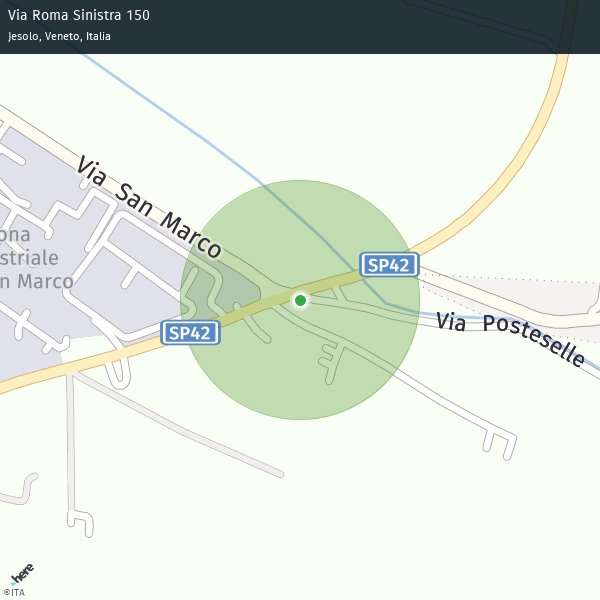 Via Roma Sinistra 150
Jesolo, Veneto, Italia
Via San Marco
ona
striale
n Marco
SP42
SP42
Via Posteselle
here
©ITA